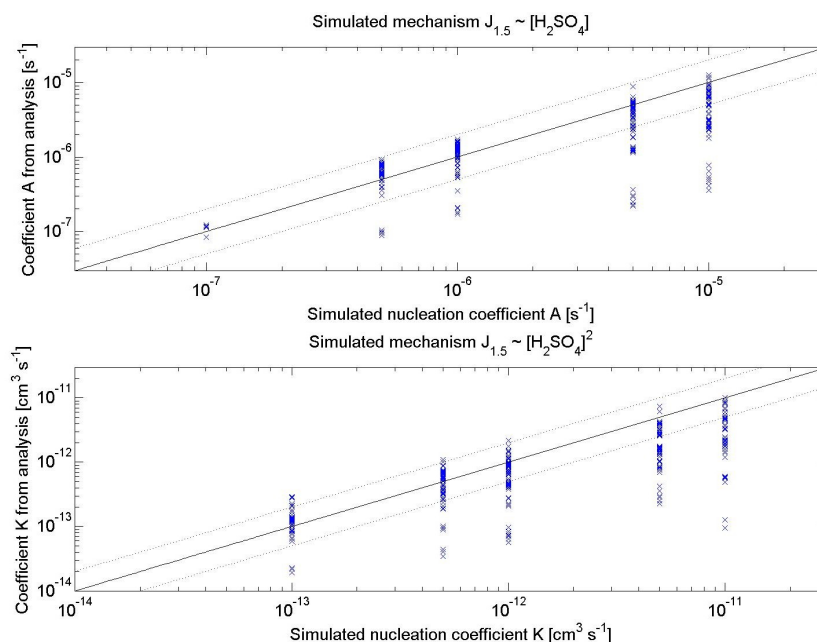 Simulated mechanism J₁.₅ ~ [H₂SO₄]
Coefficient A from analysis [s⁻¹]
10⁻⁵
10⁻⁶
10⁻⁷
10⁻⁷ 10⁻⁶ 10⁻⁵
Simulated nucleation coefficient A [s⁻¹]
Simulated mechanism J₁.₅ ~ [H₂SO₄]²
Coefficient K from analysis [cm³ s⁻¹]
10⁻¹¹
10⁻¹²
10⁻¹³
10⁻¹⁴
10⁻¹⁴ 10⁻¹³ 10⁻¹² 10⁻¹¹
Simulated nucleation coefficient K [cm³ s⁻¹]